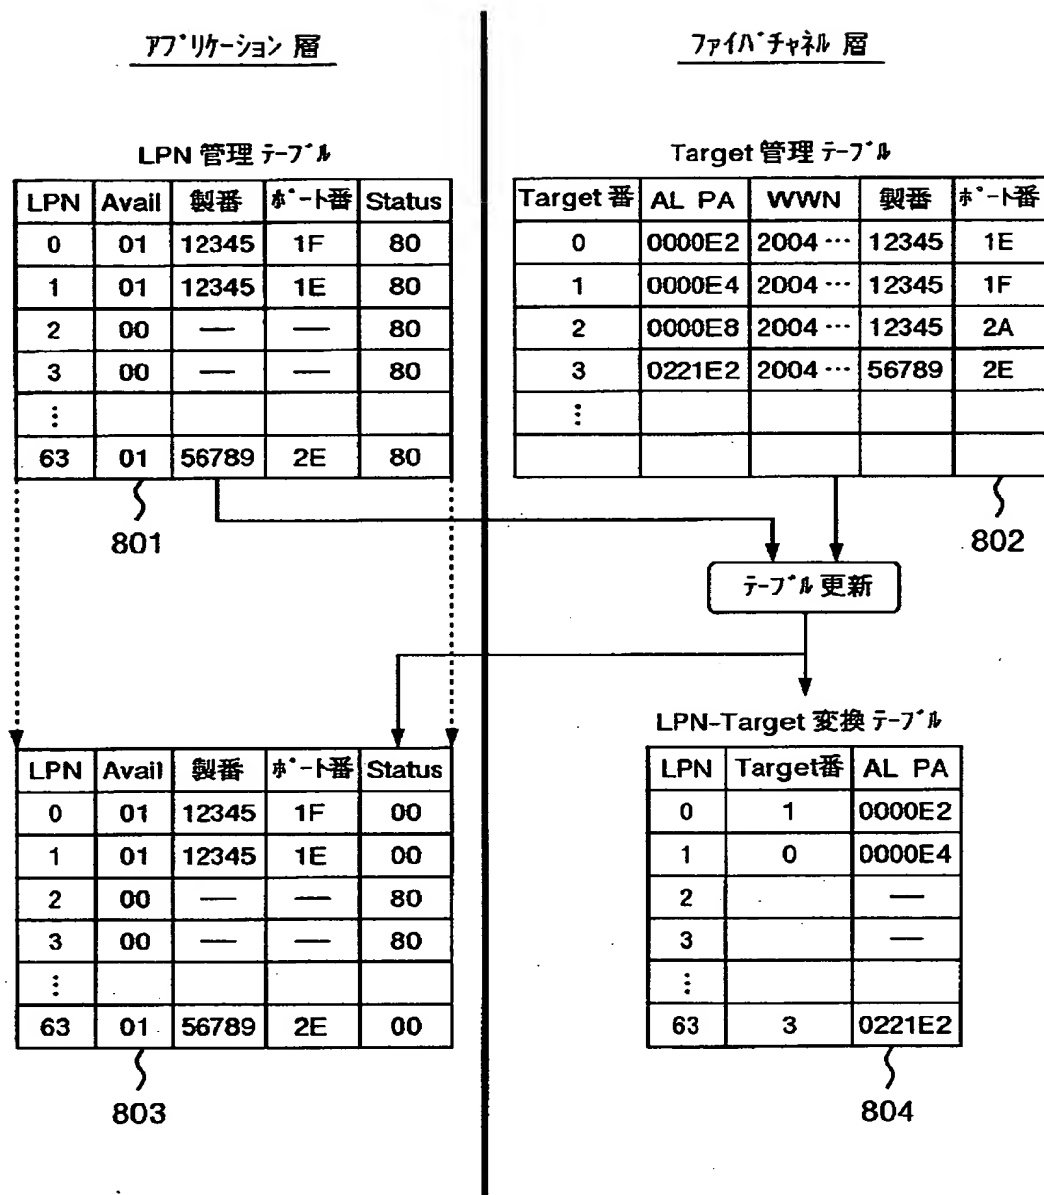 アプリケーション 層
ファイバチャネル 層
LPN 管理 テーブル
LPN Avail 製番 ポート番 Status
0 01 12345 1F 80
1 01 12345 1E 80
2 00 — — 80
3 00 — — 80
⋮
63 01 56789 2E 80
801
Target 管理 テーブル
Target 番 AL PA WWN 製番 ポート番
0 0000E2 2004 ⋯ 12345 1E
1 0000E4 2004 ⋯ 12345 1F
2 0000E8 2004 ⋯ 12345 2A
3 0221E2 2004 ⋯ 56789 2E
⋮
802
テーブル 更新
LPN Avail 製番 ポート番 Status
0 01 12345 1F 00
1 01 12345 1E 00
2 00 — — 80
3 00 — — 80
⋮
63 01 56789 2E 00
803
LPN-Target 変換 テーブル
LPN Target番 AL PA
0 1 0000E2
1 0 0000E4
2 —
3 —
⋮
63 3 0221E2
804